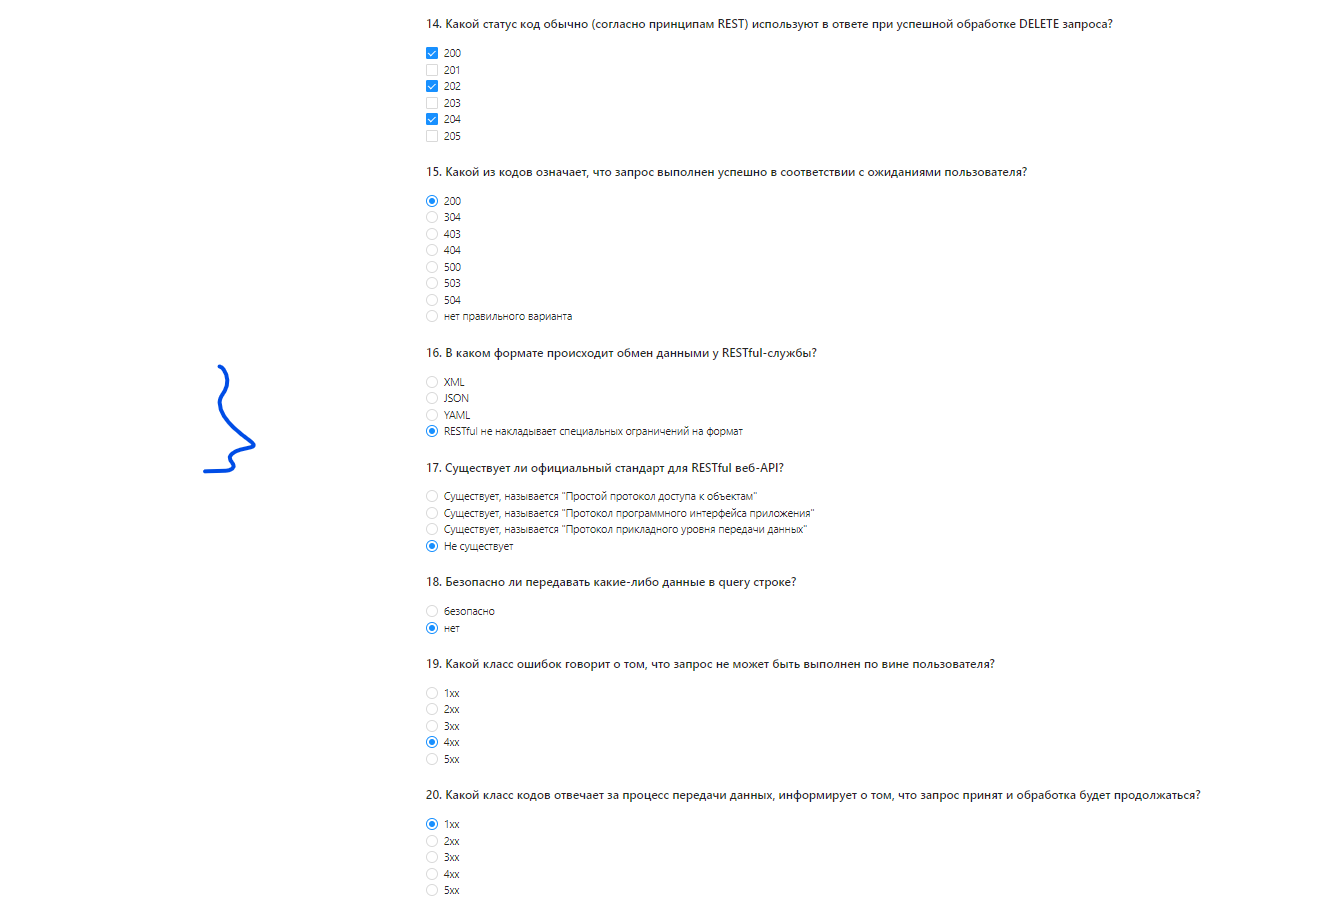 14. Какой статус код обычно (согласно принципам REST) используют в ответе при успешной обработке DELETE запроса?
200
201
202
203
204
205
15. Какой из кодов означает, что запрос выполнен успешно в соответствии с ожиданиями пользователя?
200
304
403
404
500
503
504
нет правильного варианта
16. В каком формате происходит обмен данными у RESTful-службы?
XML
JSON
YAML
RESTful не накладывает специальных ограничений на формат
17. Существует ли официальный стандарт для RESTful веб-API?
Существует, называется "Простой протокол доступа к объектам"
Существует, называется "Протокол программного интерфейса приложения"
Существует, называется "Протокол прикладного уровня передачи данных"
Не существует
18. Безопасно ли передавать какие-либо данные в query строке?
безопасно
нет
19. Какой класс ошибок говорит о том, что запрос не может быть выполнен по вине пользователя?
1xx
2xx
3xx
4xx
5xx
20. Какой класс кодов отвечает за процесс передачи данных, информирует о том, что запрос принят и обработка будет продолжаться?
1xx
2xx
3xx
4xx
5xx